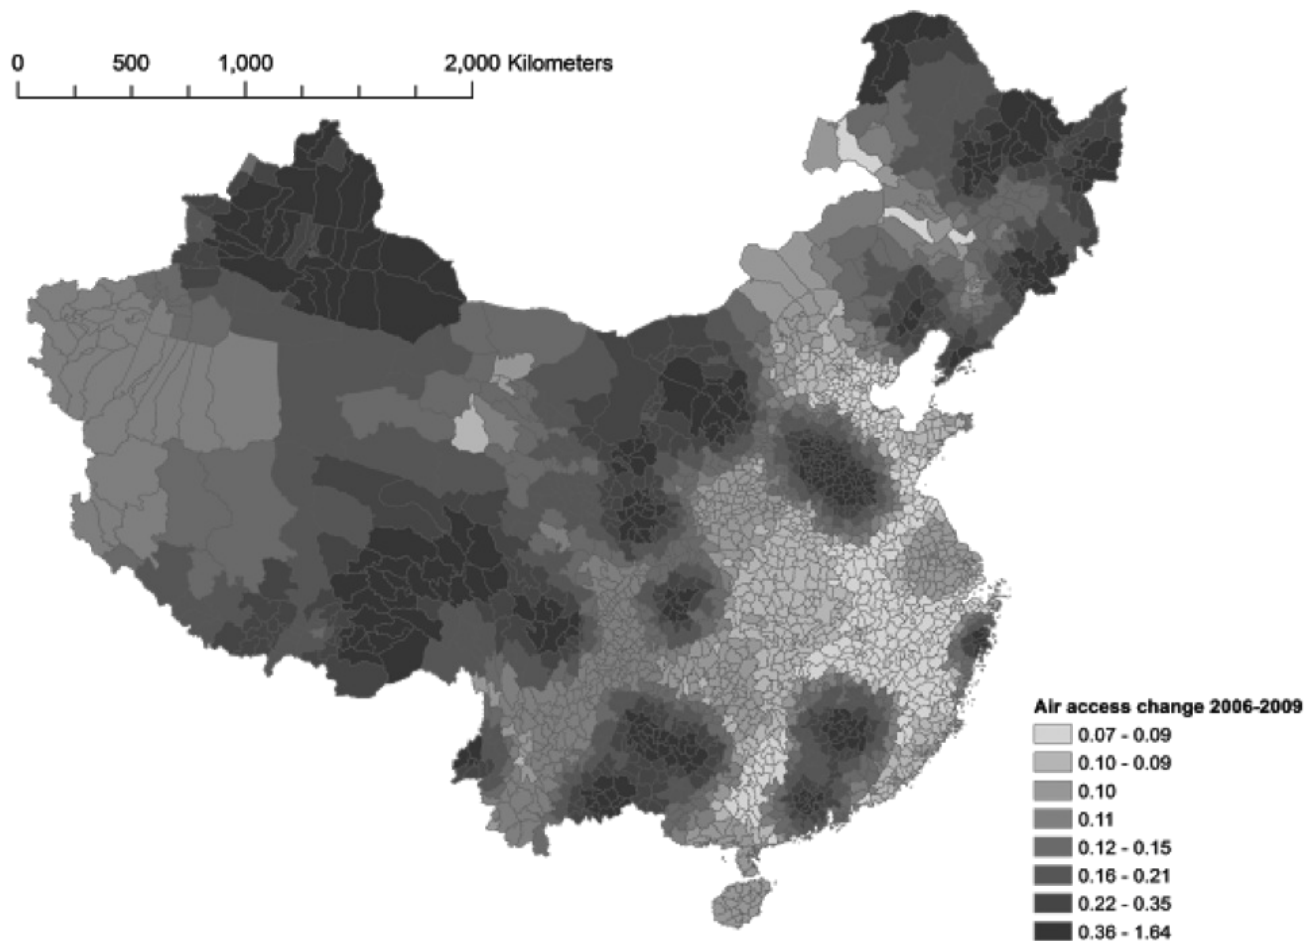 0 500 1,000 2,000 Kilometers
Air access change 2006-2009
0.07 - 0.09
0.10 - 0.09
0.10
0.11
0.12 - 0.15
0.16 - 0.21
0.22 - 0.35
0.36 - 1.64